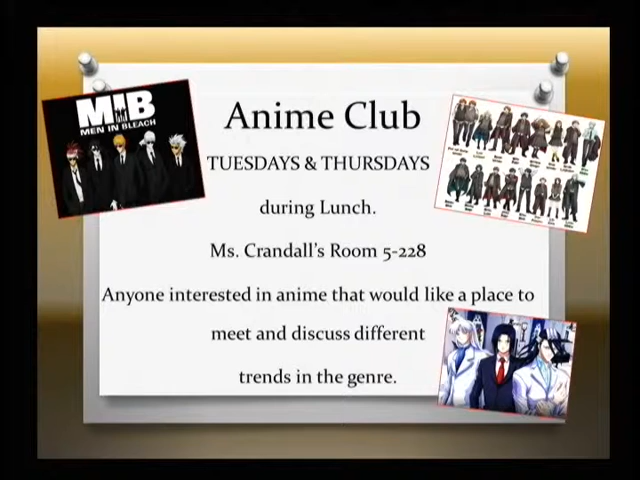 MIB
MEN IN BLEACH
Anime Club
TUESDAYS & THURSDAYS
during Lunch.
Ms. Crandall's Room 5-228
Anyone interested in anime that would like a place to
meet and discuss different
trends in the genre.